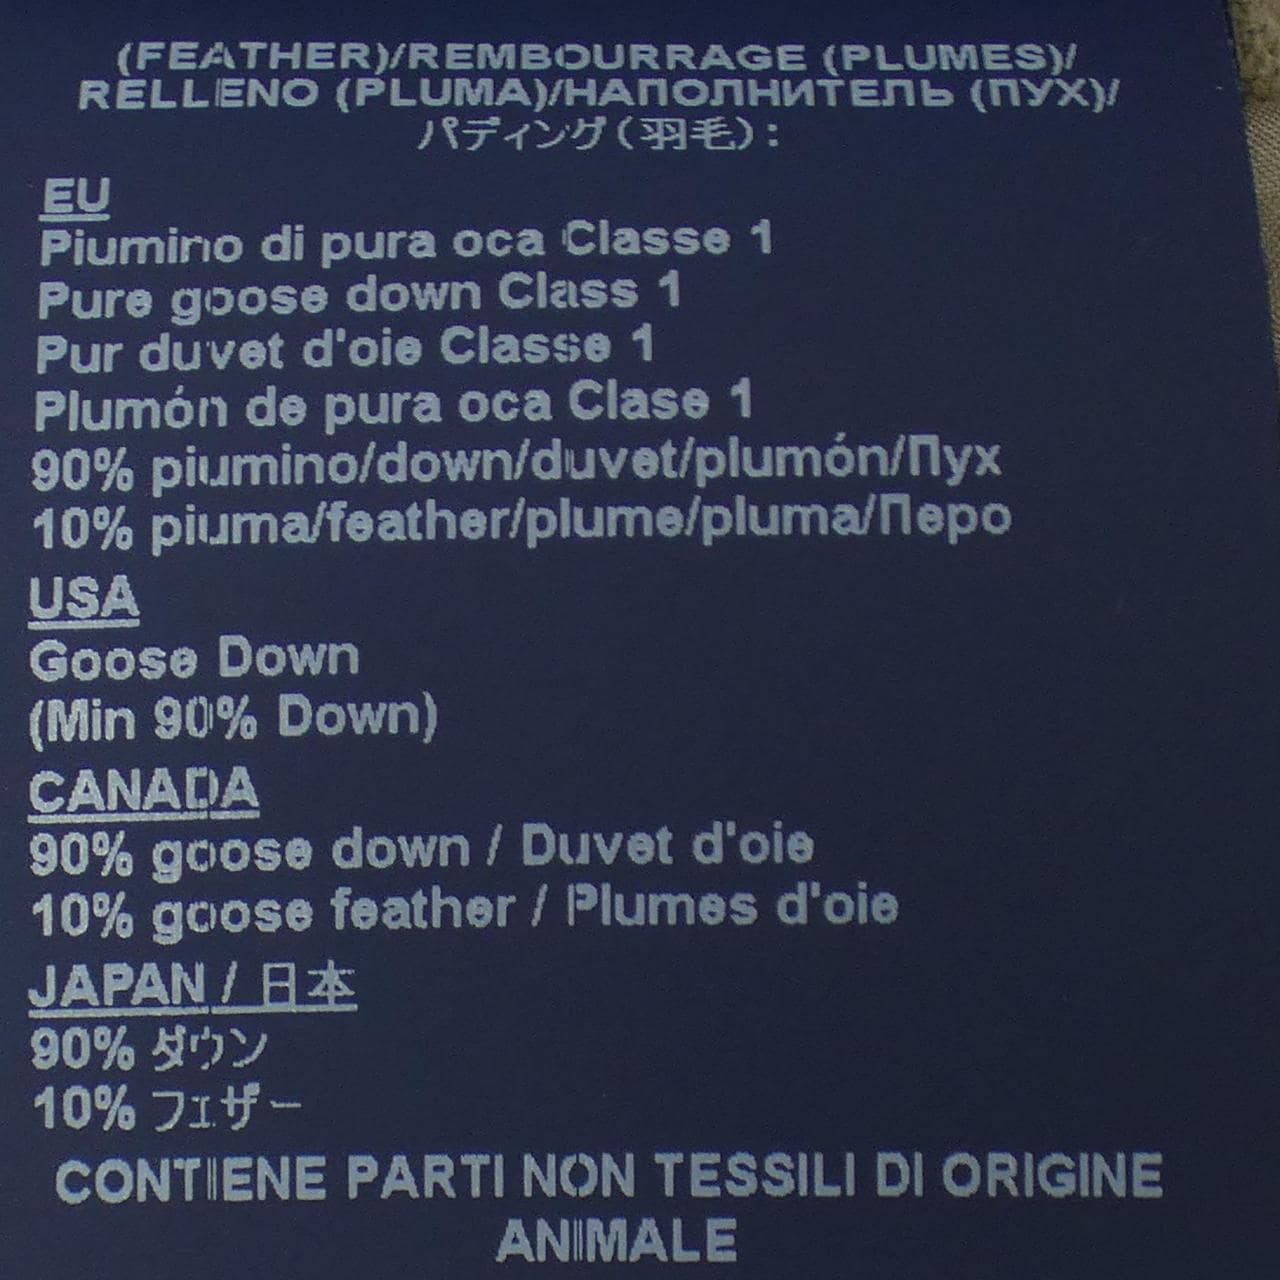 (FEATHER)/REMBOURRAGE (PLUMES)/
RELLENO (PLUMA)/НАПОЛНИТЕЛЬ (ПУХ)/
パディング(羽毛):
EU
Piumino di pura oca Classe 1
Pure goose down Class 1
Pur duvet d'oie Classe 1
Plumón de pura oca Clase 1
90% piumino/down/duvet/plumón/Пух
10% piuma/feather/plume/pluma/Перо
USA
Goose Down
(Min 90% Down)
CANADA
90% goose down / Duvet d'oie
10% goose feather / Plumes d'oie
JAPAN / 日本
90% ダウン
10% フェザー
CONTIENE PARTI NON TESSILI DI ORIGINE
ANIMALE